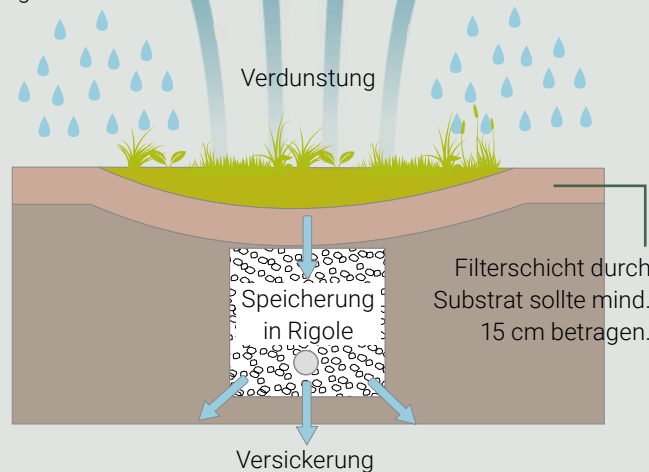 Verdunstung
Filterschicht durch
Substrat sollte mind.
15 cm betragen.
Speicherung
in Rigole
Versickerung